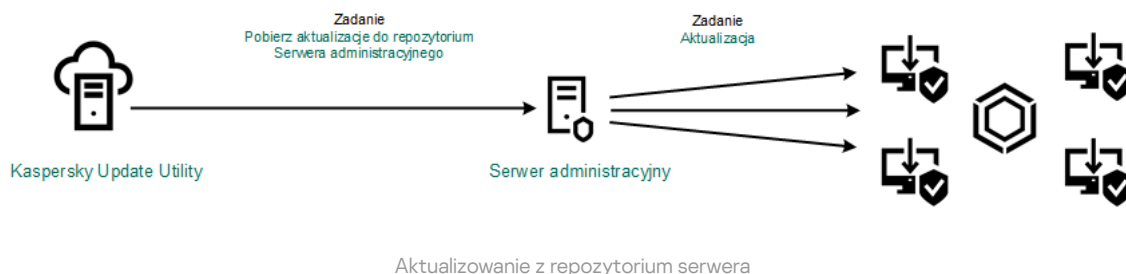 Zadanie
Pobierz aktualizacje do repozytorium
Serwera administracyjnego
Zadanie
Aktualizacja
Kaspersky Update Utility
Serwer administracyjny
Aktualizowanie z repozytorium serwera